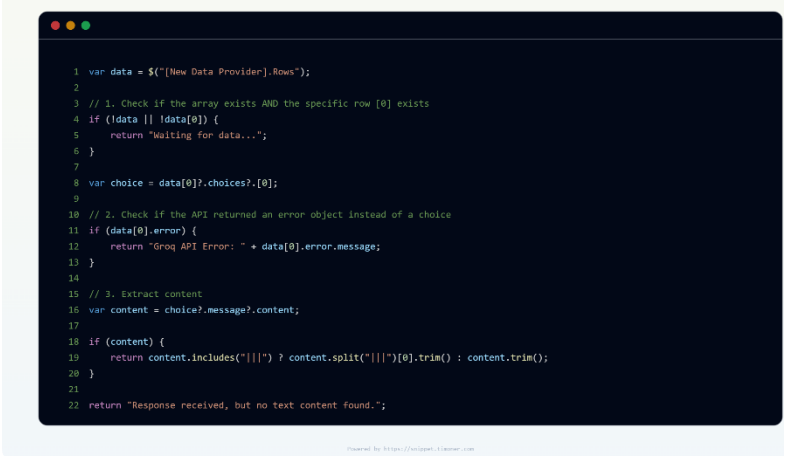 1 var data = $("[New Data Provider].Rows");
2
3 // 1. Check if the array exists AND the specific row [0] exists
4 if (!data || !data[0]) {
5     return "Waiting for data...";
6 }
7
8 var choice = data[0]?.choices?.[0];
9
10 // 2. Check if the API returned an error object instead of a choice
11 if (data[0].error) {
12     return "Groq API Error: " + data[0].error.message;
13 }
14
15 // 3. Extract content
16 var content = choice?.message?.content;
17
18 if (content) {
19     return content.includes("|||") ? content.split("|||")[0].trim() : content.trim();
20 }
21
22 return "Response received, but no text content found.";
Powered by